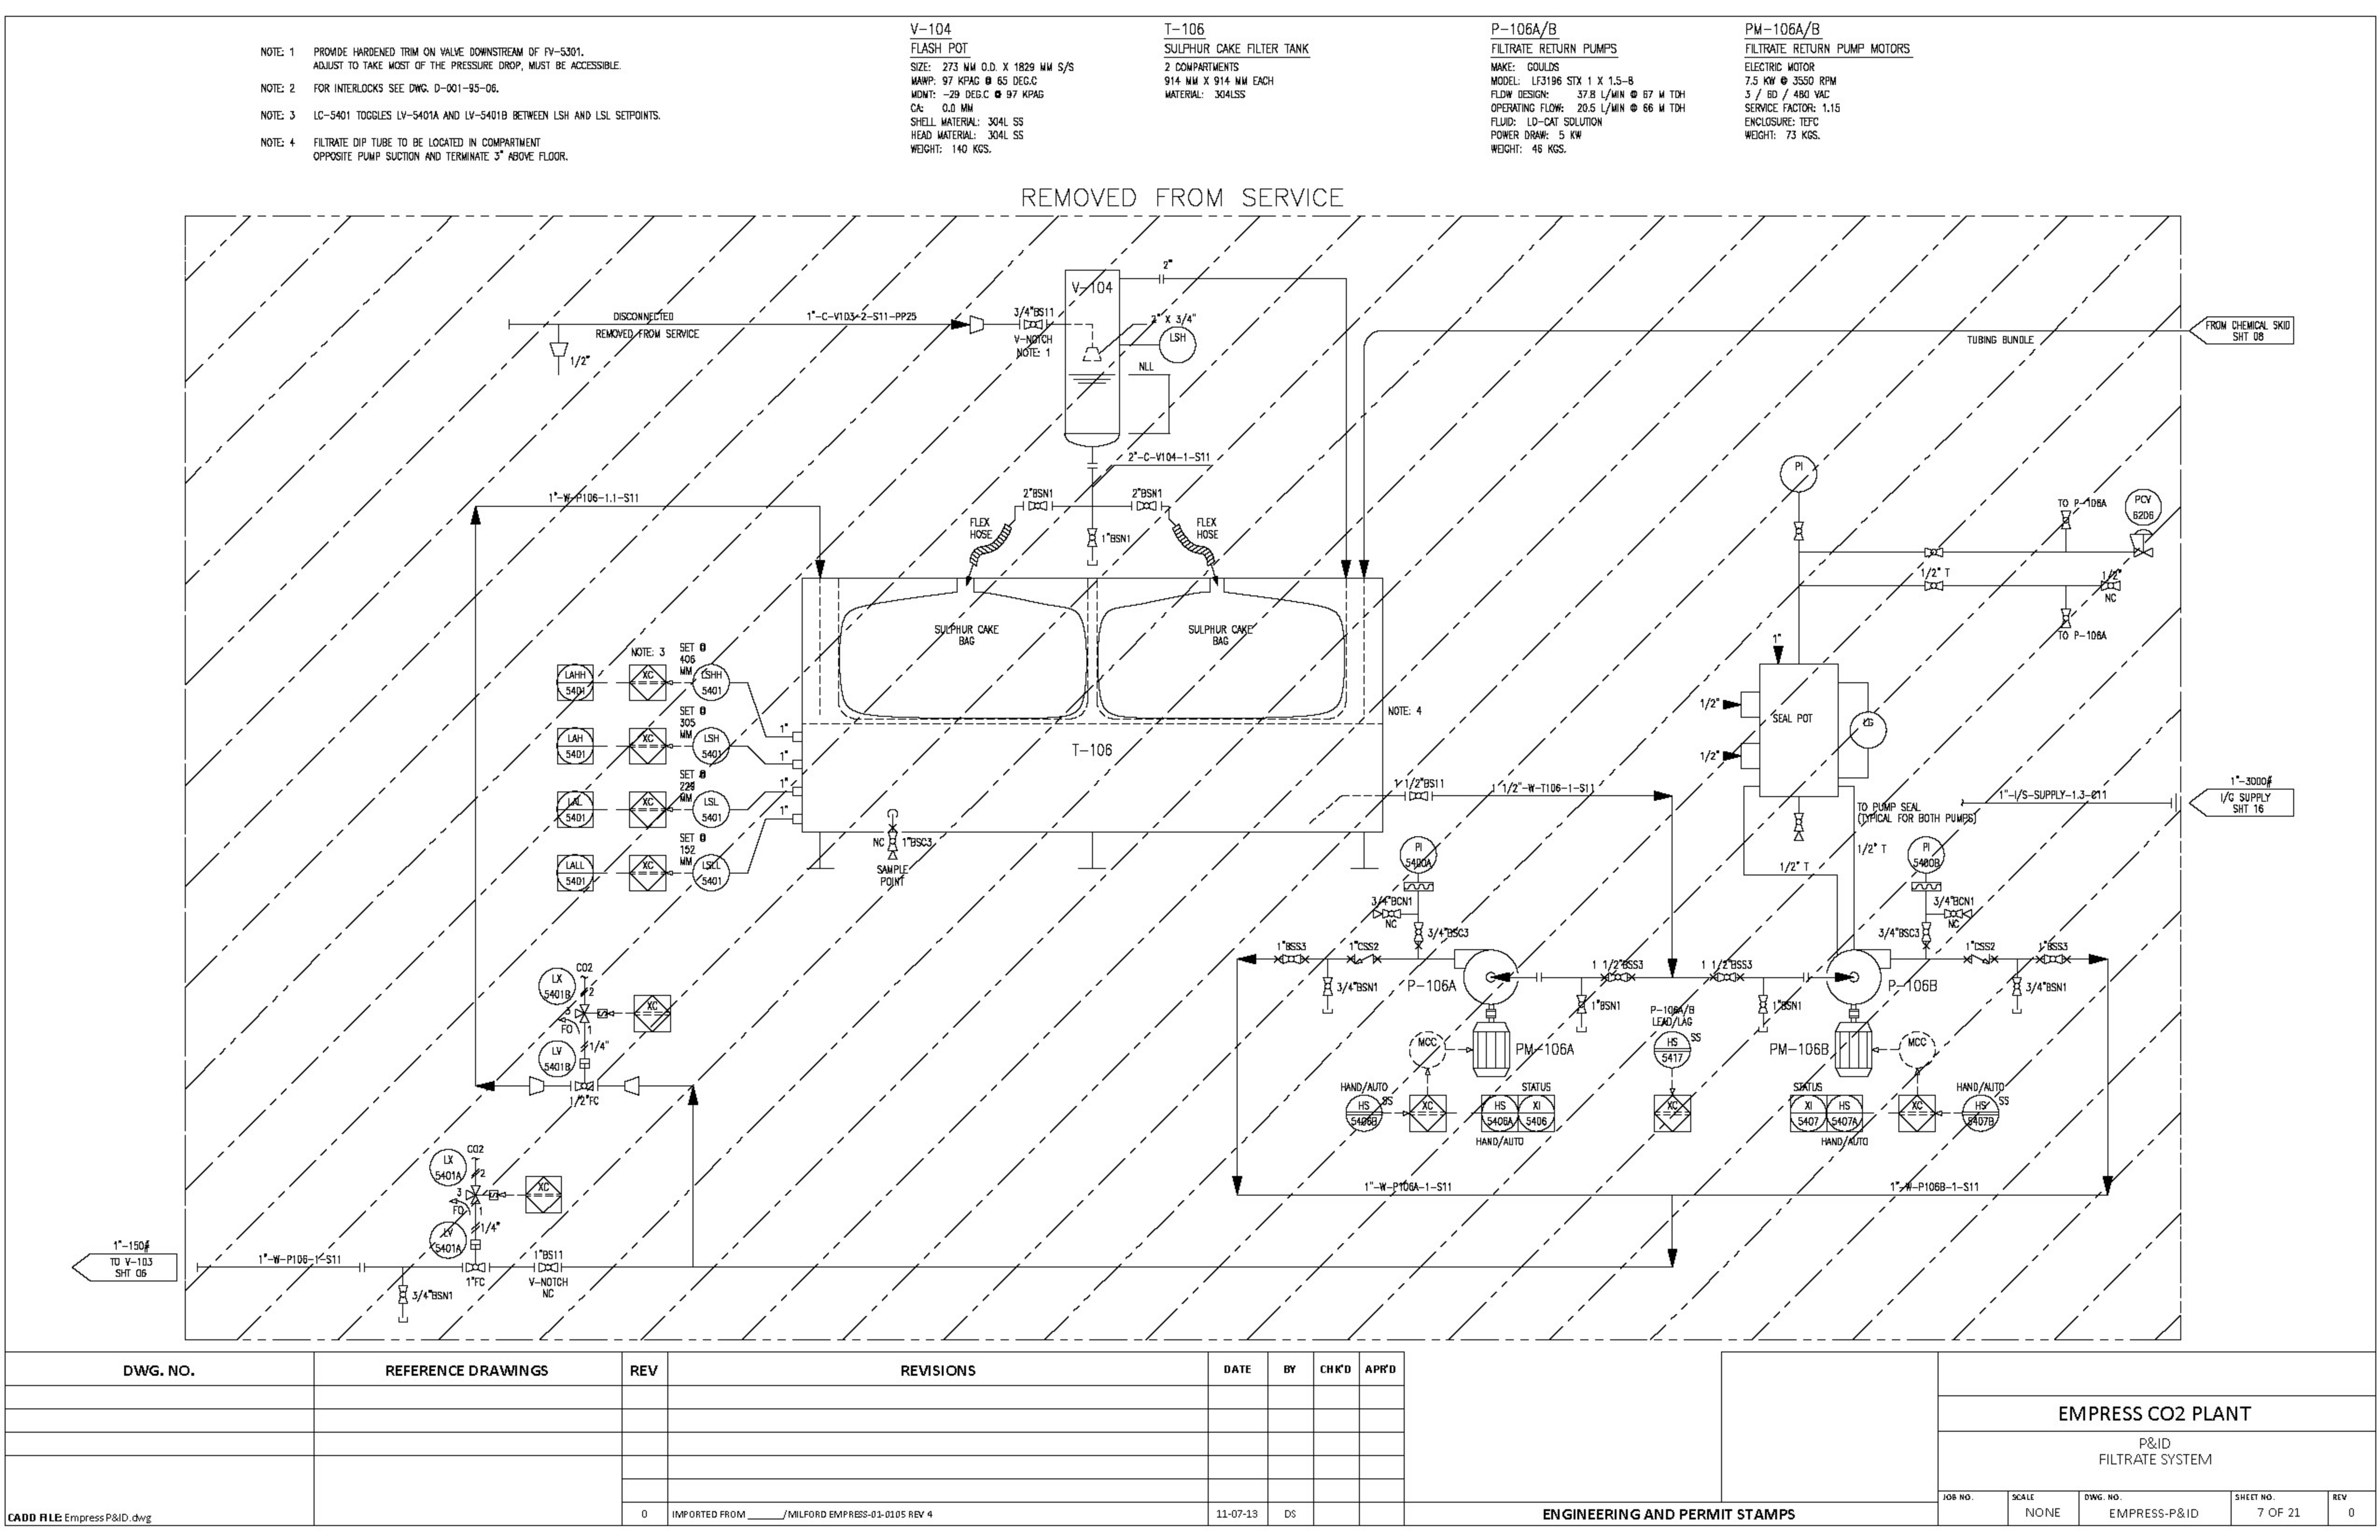 NOTE: 1 PROVIDE HARDENED TRIM ON VALVE DOWNSTREAM OF FV-5301.
ADJUST TO TAKE MOST OF THE PRESSURE DROP, MUST BE ACCESSIBLE.
NOTE: 2 FOR INTERLOCKS SEE DWG. D-001-95-06.
NOTE: 3 LC-5401 TOGGLES LV-5401A AND LV-5401B BETWEEN LSH AND LSL SETPOINTS.
NOTE: 4 FILTRATE DIP TUBE TO BE LOCATED IN COMPARTMENT
OPPOSITE PUMP SUCTION AND TERMINATE 3" ABOVE FLOOR.
V-104
FLASH POT
SIZE: 273 MM O.D. X 1829 MM S/S
MAWP: 97 KPAG @ 65 DEG.C
MDMT: -29 DEG.C @ 97 KPAG
CA: 0.0 MM
SHELL MATERIAL: 304L SS
HEAD MATERIAL: 304L SS
WEIGHT: 140 KGS.
T-106
SULPHUR CAKE FILTER TANK
2 COMPARTMENTS
914 MM X 914 MM EACH
MATERIAL: 304LSS
P-106A/B
FILTRATE RETURN PUMPS
MAKE: GOULDS
MODEL: LF3196 STX 1 X 1.5-8
FLOW DESIGN: 37.8 L/MIN @ 67 M TDH
OPERATING FLOW: 20.5 L/MIN @ 66 M TDH
FLUID: LO-CAT SOLUTION
POWER DRAW: 5 KW
WEIGHT: 46 KGS.
PM-106A/B
FILTRATE RETURN PUMP MOTORS
ELECTRIC MOTOR
7.5 KW @ 3550 RPM
3 / 60 / 480 VAC
SERVICE FACTOR: 1.15
ENCLOSURE: TEFC
WEIGHT: 73 KGS.
REMOVED FROM SERVICE
2"
V-104
DISCONNECTED
REMOVED FROM SERVICE
1"-C-V103-2-S11-PP25
1/2"
3/4"BS11
V-NOTCH
NOTE: 1
2" X 3/4"
LSH
NLL
FROM CHEMICAL SKID
SHT 08
TUBING BUNDLE
2"-C-V104-1-S11
2"BSN1
2"BSN1
FLEX
HOSE
FLEX
HOSE
1"BSN1
1"-W-P106-1.1-S11
PI
TO P-106A
PCV
6206
1/2" T
1/2"
NC
TO P-106A
SULPHUR CAKE
BAG
SULPHUR CAKE
BAG
NOTE: 3
SET @
406
MM
LAHH
5401
XC
LSHH
5401
SET @
305
MM
LAH
5401
XC
LSH
5401
SET @
229
MM
LAL
5401
XC
LSL
5401
SET @
152
MM
LALL
5401
XC
LSLL
5401
1"
1"
1"
1"
NOTE: 4
T-106
NC
1"BSC3
SAMPLE
POINT
1"
1/2"
SEAL POT
LG
1/2"
1 1/2"BS11
1 1/2"-W-T106-1-S11
1"-3000#
I/G SUPPLY
SHT 16
1"-I/S-SUPPLY-1.3-C11
TO PUMP SEAL
(TYPICAL FOR BOTH PUMPS)
1/2" T
1/2" T
PI
5400A
3/4"BCN1
NC
3/4"BSC3
1"BSS3
1"CSS2
3/4"BSN1
P-106A
1 1/2"BSS3
1 1/2"BSS3
1"BSN1
1"BSN1
PI
5400B
3/4"BCN1
NC
3/4"BSC3
1"CSS2
1"BSS3
3/4"BSN1
P-106B
MCC
PM-106A
P-106A/B
LEAD/LAG
HS
5417
SS
PM-106B
MCC
HAND/AUTO
HS
5406B
SS
XC
STATUS
HS
5406A
XI
5406
HAND/AUTO
XC
STATUS
XI
5407
HS
5407A
HAND/AUTO
XC
HAND/AUTO
HS
5407B
SS
CO2
LX
5401B
2
3
FO
1
XC
1/4"
LV
5401B
1/2"FC
CO2
LX
5401A
2
3
FO
1
XC
1/4"
LV
5401A
1"-W-P106A-1-S11
1"-W-P106B-1-S11
1"-150#
TO V-103
SHT 06
1"-W-P106-1-S11
1"FC
1"BS11
V-NOTCH
NC
3/4"BSN1
DWG. NO.
REFERENCE DRAWINGS
REV
REVISIONS
DATE
BY
CHK'D
APR'D
0 IMPORTED FROM ______/MILFORD EMPRESS-01-0105 REV 4 11-07-13 DS
CADD FILE: Empress P&ID.dwg
ENGINEERING AND PERMIT STAMPS
EMPRESS CO2 PLANT
P&ID
FILTRATE SYSTEM
JOB NO.
SCALE
NONE
DWG. NO.
EMPRESS-P&ID
SHEET NO.
7 OF 21
REV
0